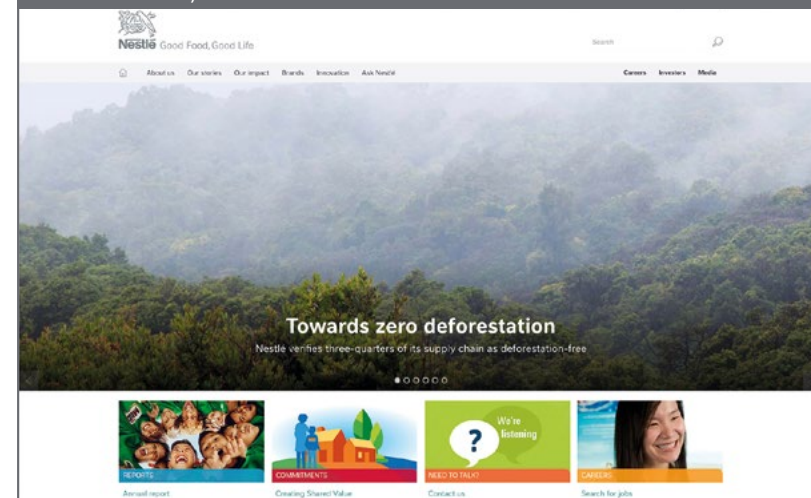 Nestlé Good Food, Good Life
Search
About us Our stories Our impact Brands Innovation Ask Nestlé
Careers Investors Media
Towards zero deforestation
Nestlé verifies three-quarters of its supply chain as deforestation-free
We're
listening
?
REPORTS
COMMITMENTS
NEED TO TALK?
CAREERS
Annual report
Creating Shared Value
Contact us
Search for jobs